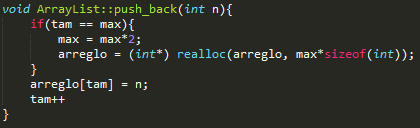 void ArrayList::push_back(int n){
    if(tam == max){
        max = max*2;
        arreglo = (int*) realloc(arreglo, max*sizeof(int));
    }
    arreglo[tam] = n;
    tam++
}